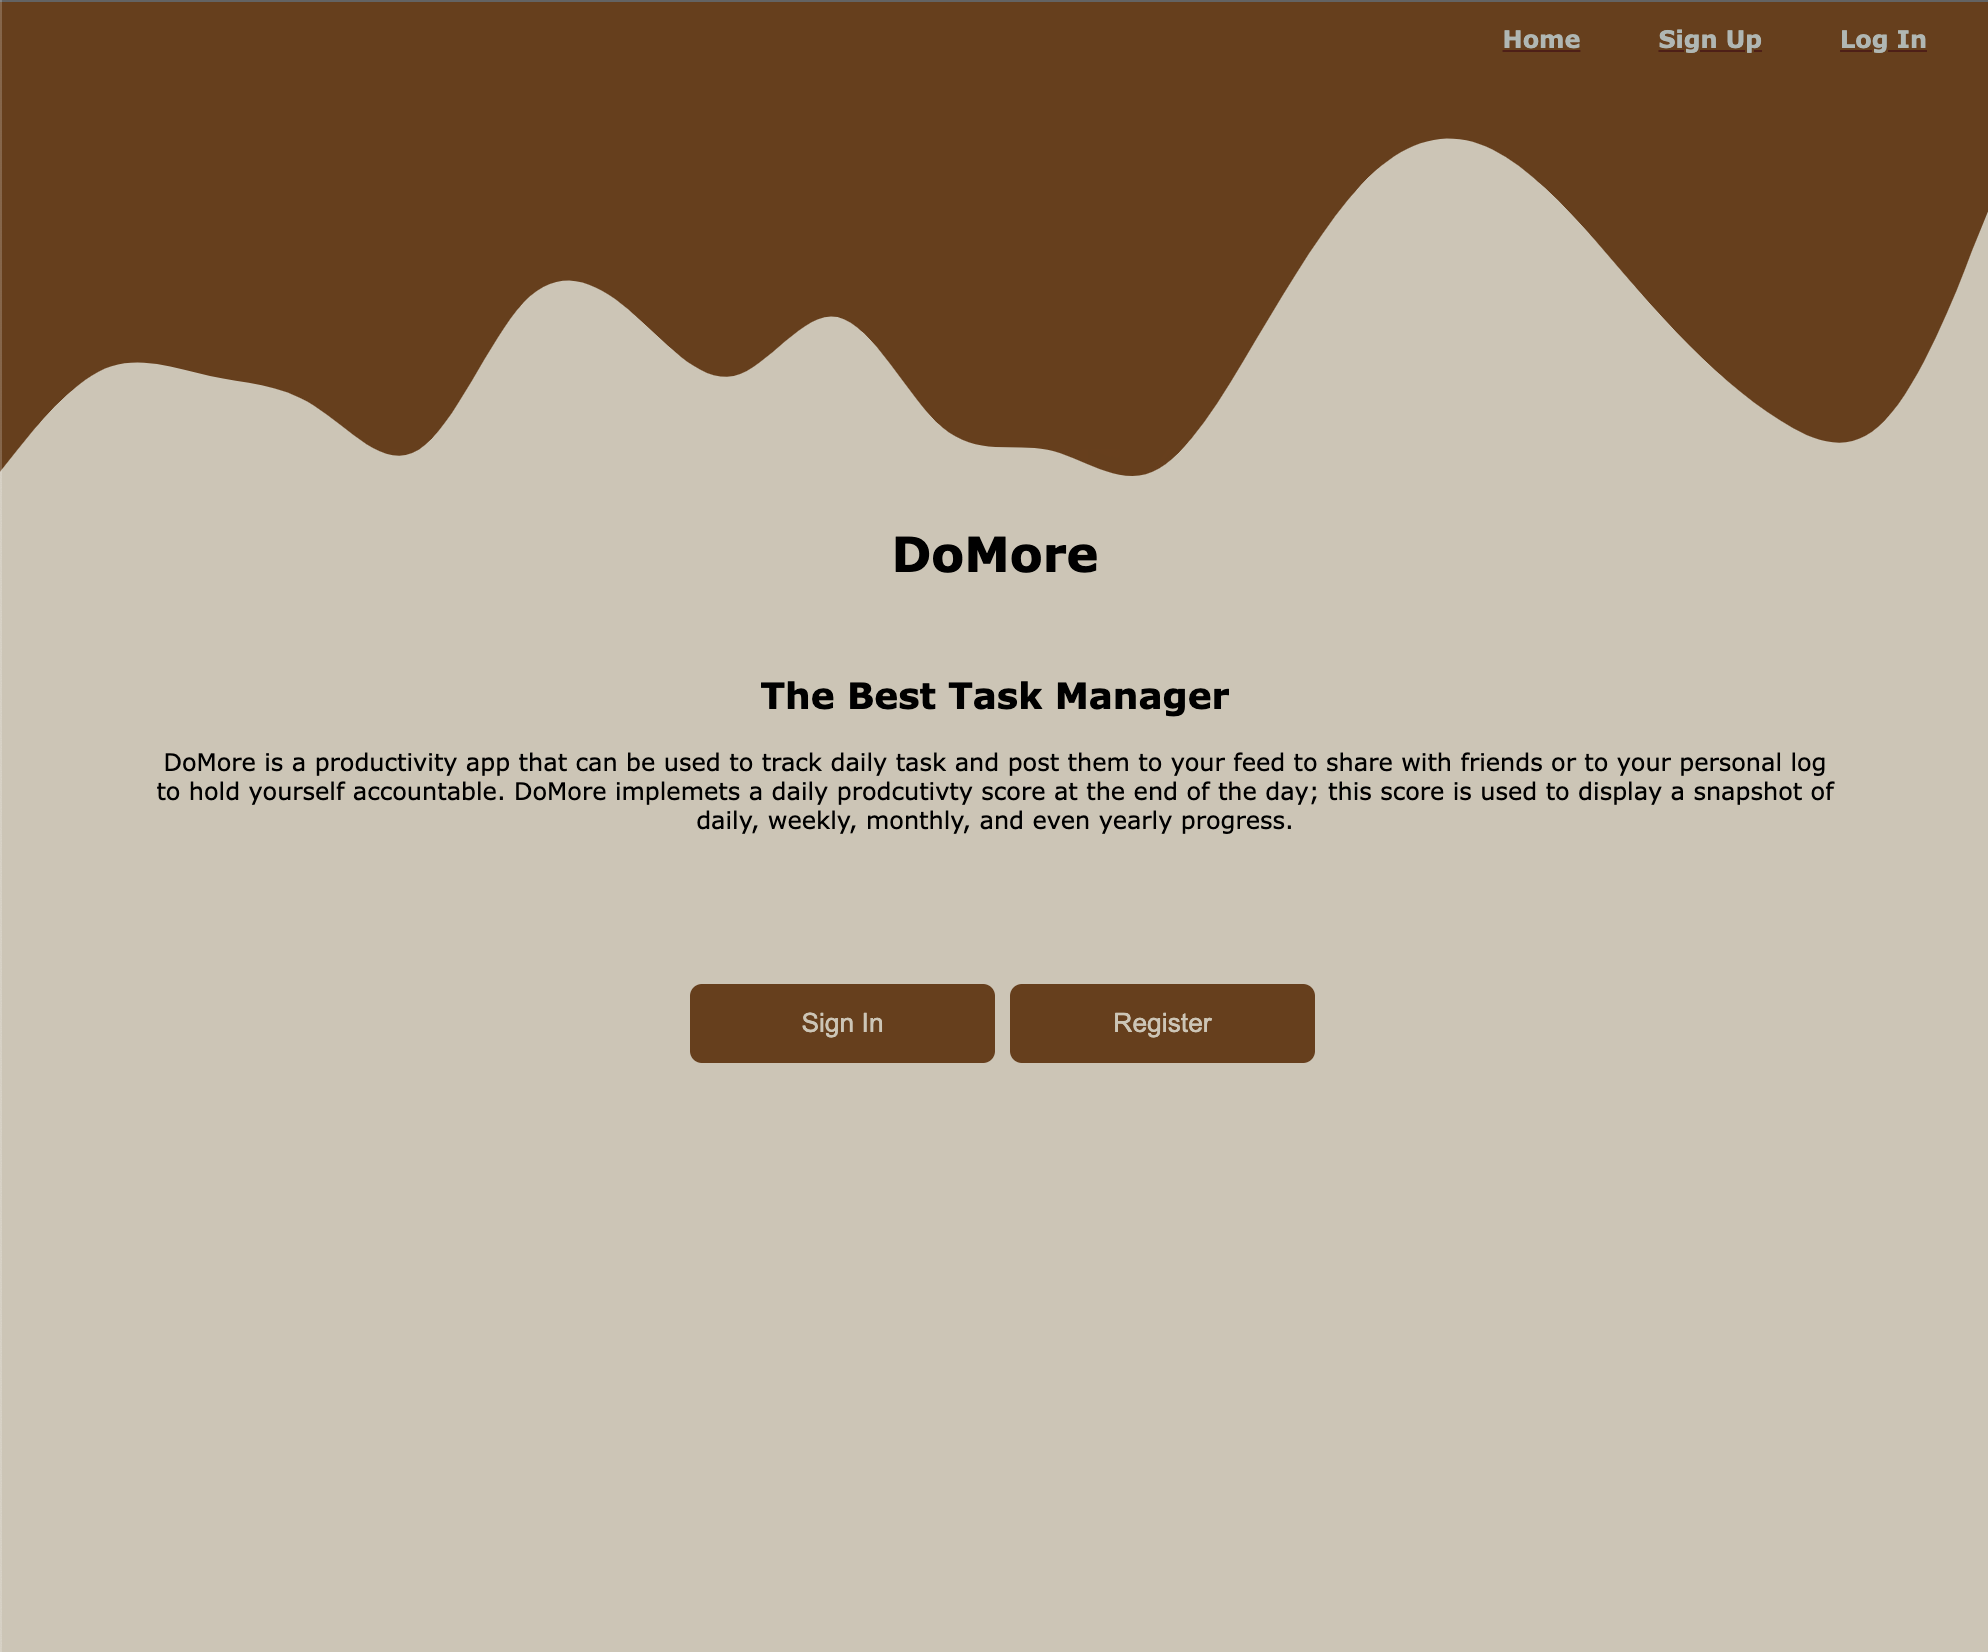 Home Sign Up Log In
DoMore
The Best Task Manager
DoMore is a productivity app that can be used to track daily task and post them to your feed to share with friends or to your personal log
to hold yourself accountable. DoMore implemets a daily prodcutivty score at the end of the day; this score is used to display a snapshot of
daily, weekly, monthly, and even yearly progress.
Sign In Register